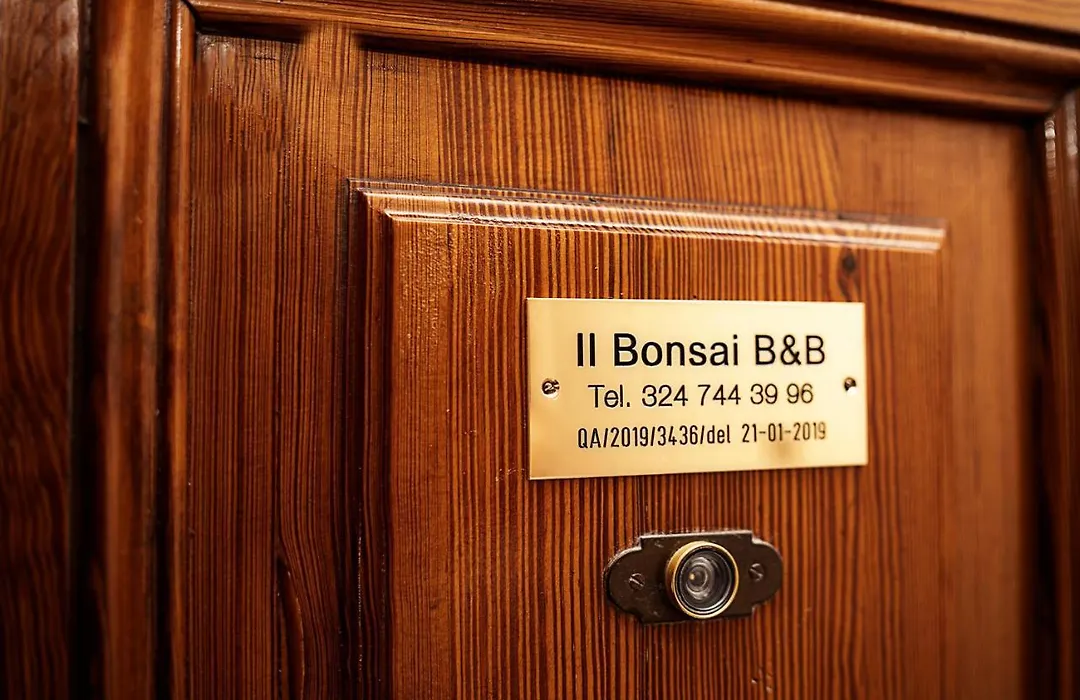 Il Bonsai B&B
Tel. 324 744 39 96
QA/2019/3436/del 21-01-2019